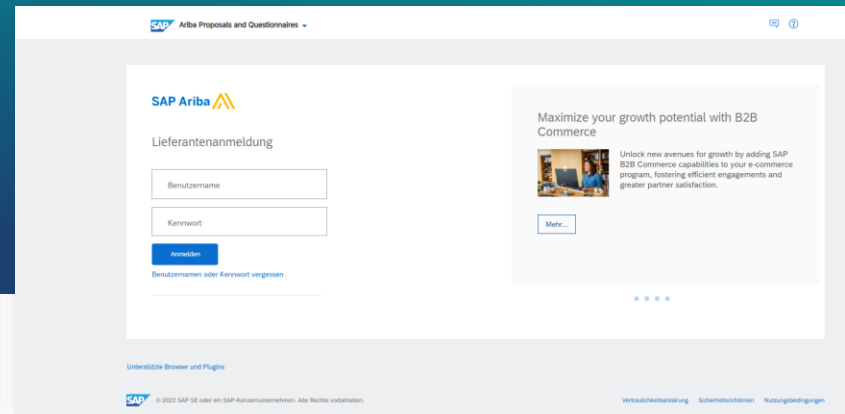 SAP Ariba Proposals and Questionnaires
SAP Ariba
Lieferantenanmeldung
Benutzername
Kennwort
Anmelden
Benutzernamen oder Kennwort vergessen
Maximize your growth potential with B2B
Commerce
Unlock new avenues for growth by adding SAP
B2B Commerce capabilities to your e-commerce
program, fostering efficient engagements and
greater partner satisfaction.
Mehr...
Unterstützte Browser und Plugins
SAP © 2022 SAP SE oder ein SAP-Konzernunternehmen. Alle Rechte vorbehalten.
Vertraulichkeitserklärung Sicherheitsrichtlinien Nutzungsbedingungen